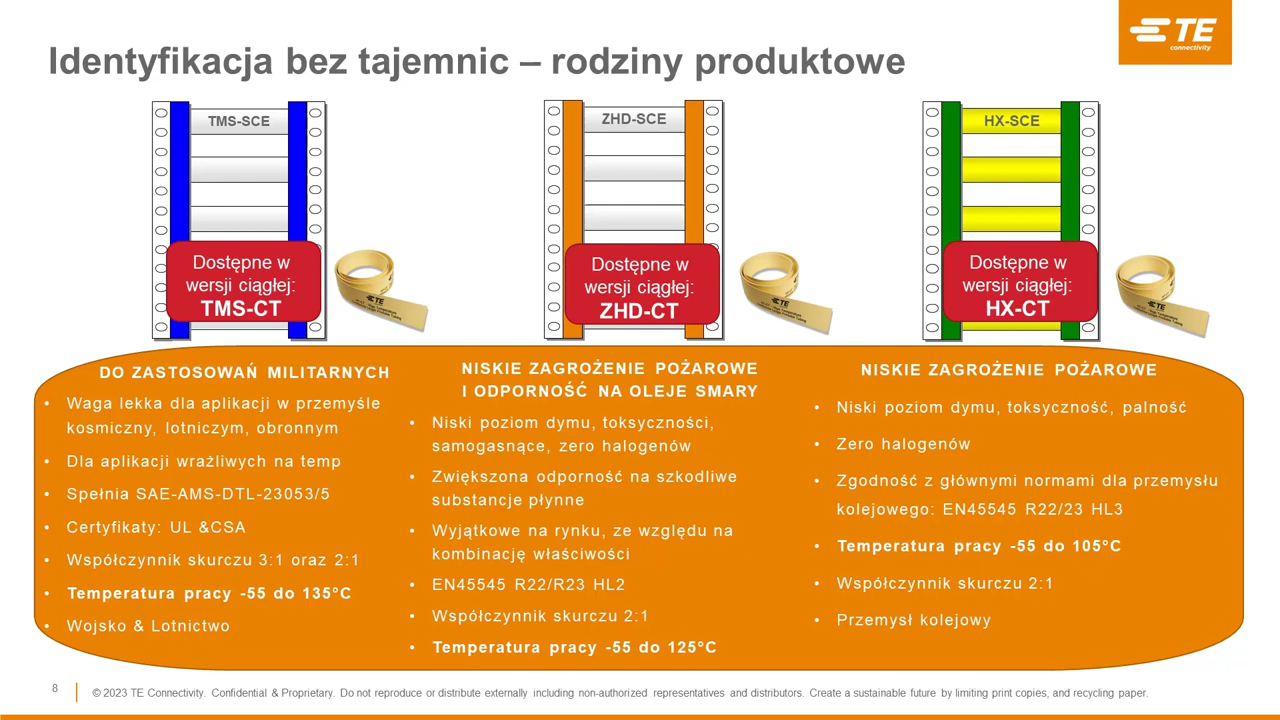 TE
connectivity
Identyfikacja bez tajemnic – rodziny produktowe
TMS-SCE
Dostępne w
wersji ciągłej:
TMS-CT
TE
ZHD-SCE
Dostępne w
wersji ciągłej:
ZHD-CT
TE
HX-SCE
Dostępne w
wersji ciągłej:
HX-CT
TE
DO ZASTOSOWAŃ MILITARNYCH
• Waga lekka dla aplikacji w przemyśle
kosmiczny, lotniczym, obronnym
• Dla aplikacji wrażliwych na temp
• Spełnia SAE-AMS-DTL-23053/5
• Certyfikaty: UL &CSA
• Współczynnik skurczu 3:1 oraz 2:1
• Temperatura pracy -55 do 135°C
• Wojsko & Lotnictwo
NISKIE ZAGROŻENIE POŻAROWE
I ODPORNOŚĆ NA OLEJE SMARY
• Niski poziom dymu, toksyczności,
samogasnące, zero halogenów
• Zwiększona odporność na szkodliwe
substancje płynne
• Wyjątkowe na rynku, ze względu na
kombinację właściwości
• EN45545 R22/R23 HL2
• Współczynnik skurczu 2:1
• Temperatura pracy -55 do 125°C
NISKIE ZAGROŻENIE POŻAROWE
• Niski poziom dymu, toksyczność, palność
• Zero halogenów
• Zgodność z głównymi normami dla przemysłu
kolejowego: EN45545 R22/23 HL3
• Temperatura pracy -55 do 105°C
• Współczynnik skurczu 2:1
• Przemysł kolejowy
8
© 2023 TE Connectivity. Confidential & Proprietary. Do not reproduce or distribute externally including non-authorized representatives and distributors. Create a sustainable future by limiting print copies, and recycling paper.